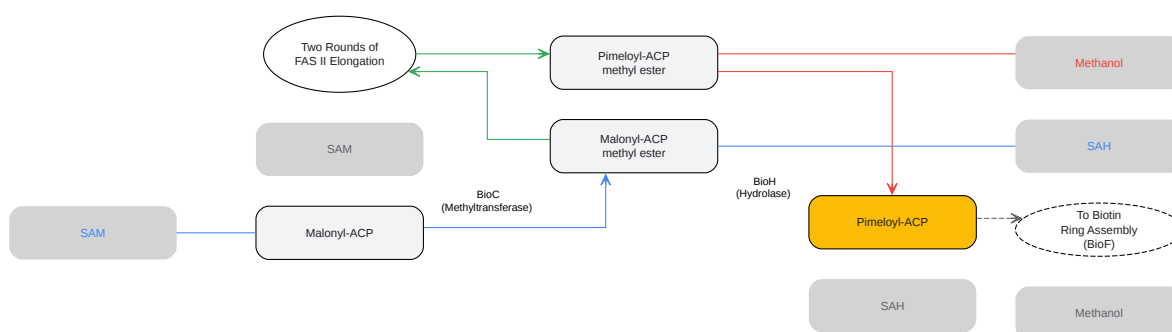 Two Rounds of
FAS II Elongation
Pimeloyl-ACP
methyl ester
Methanol
SAM
Malonyl-ACP
methyl ester
SAH
BioC
(Methyltransferase)
BioH
(Hydrolase)
SAM
Malonyl-ACP
Pimeloyl-ACP
To Biotin
Ring Assembly
(BioF)
SAH
Methanol